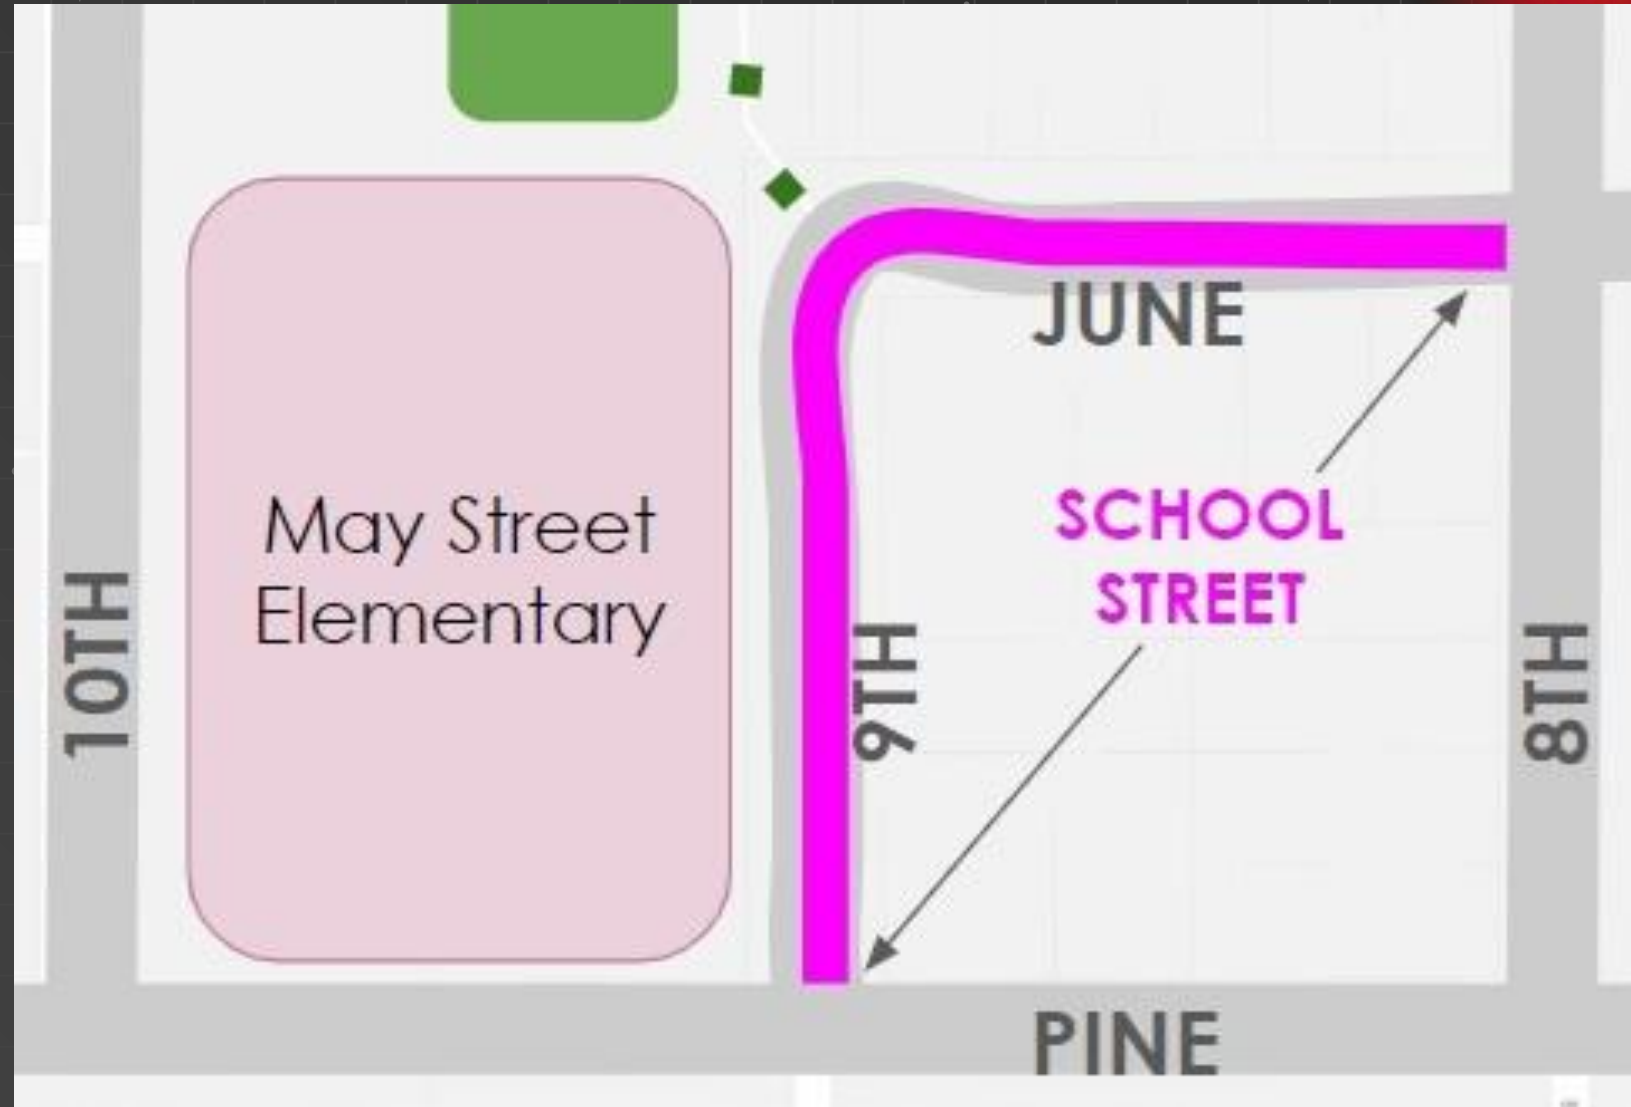 JUNE
May Street
Elementary
SCHOOL
STREET
10TH
9TH
8TH
PINE